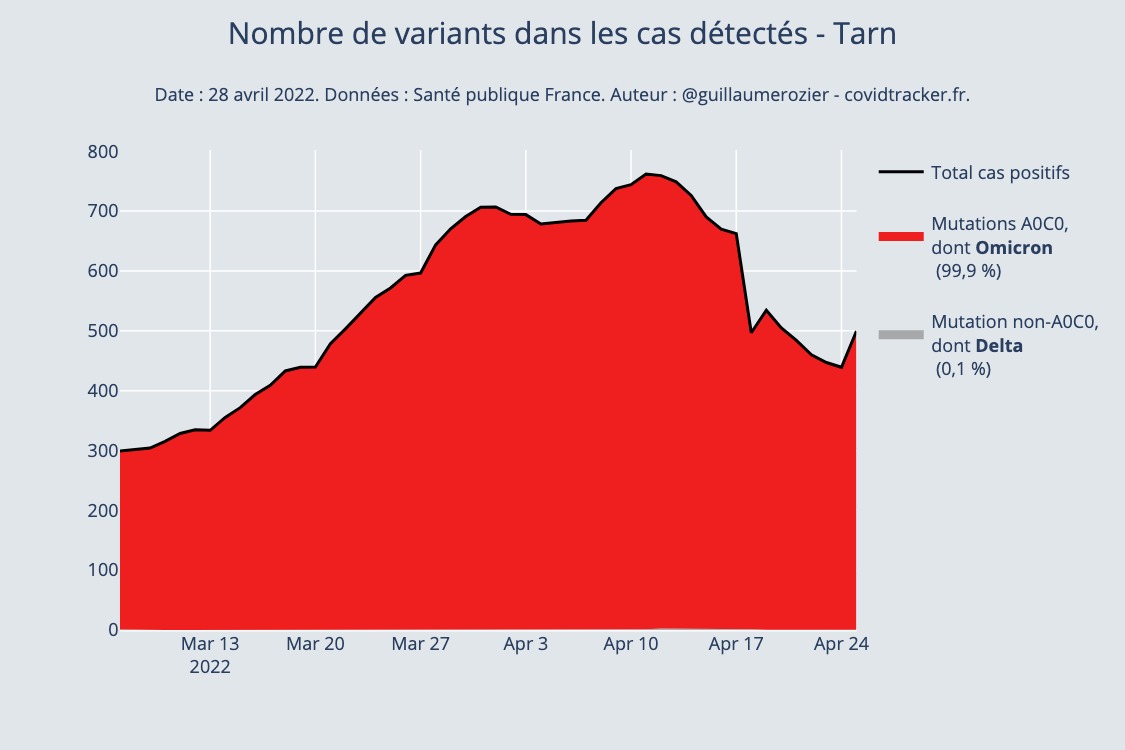 Nombre de variants dans les cas détectés - Tarn
Date : 28 avril 2022. Données : Santé publique France. Auteur : @guillaumerozier - covidtracker.fr.
800
700
600
500
400
300
200
100
0
Mar 13
2022
Mar 20
Mar 27
Apr 3
Apr 10
Apr 17
Apr 24
Total cas positifs
Mutations A0C0,
dont Omicron
(99,9 %)
Mutation non-A0C0,
dont Delta
(0,1 %)